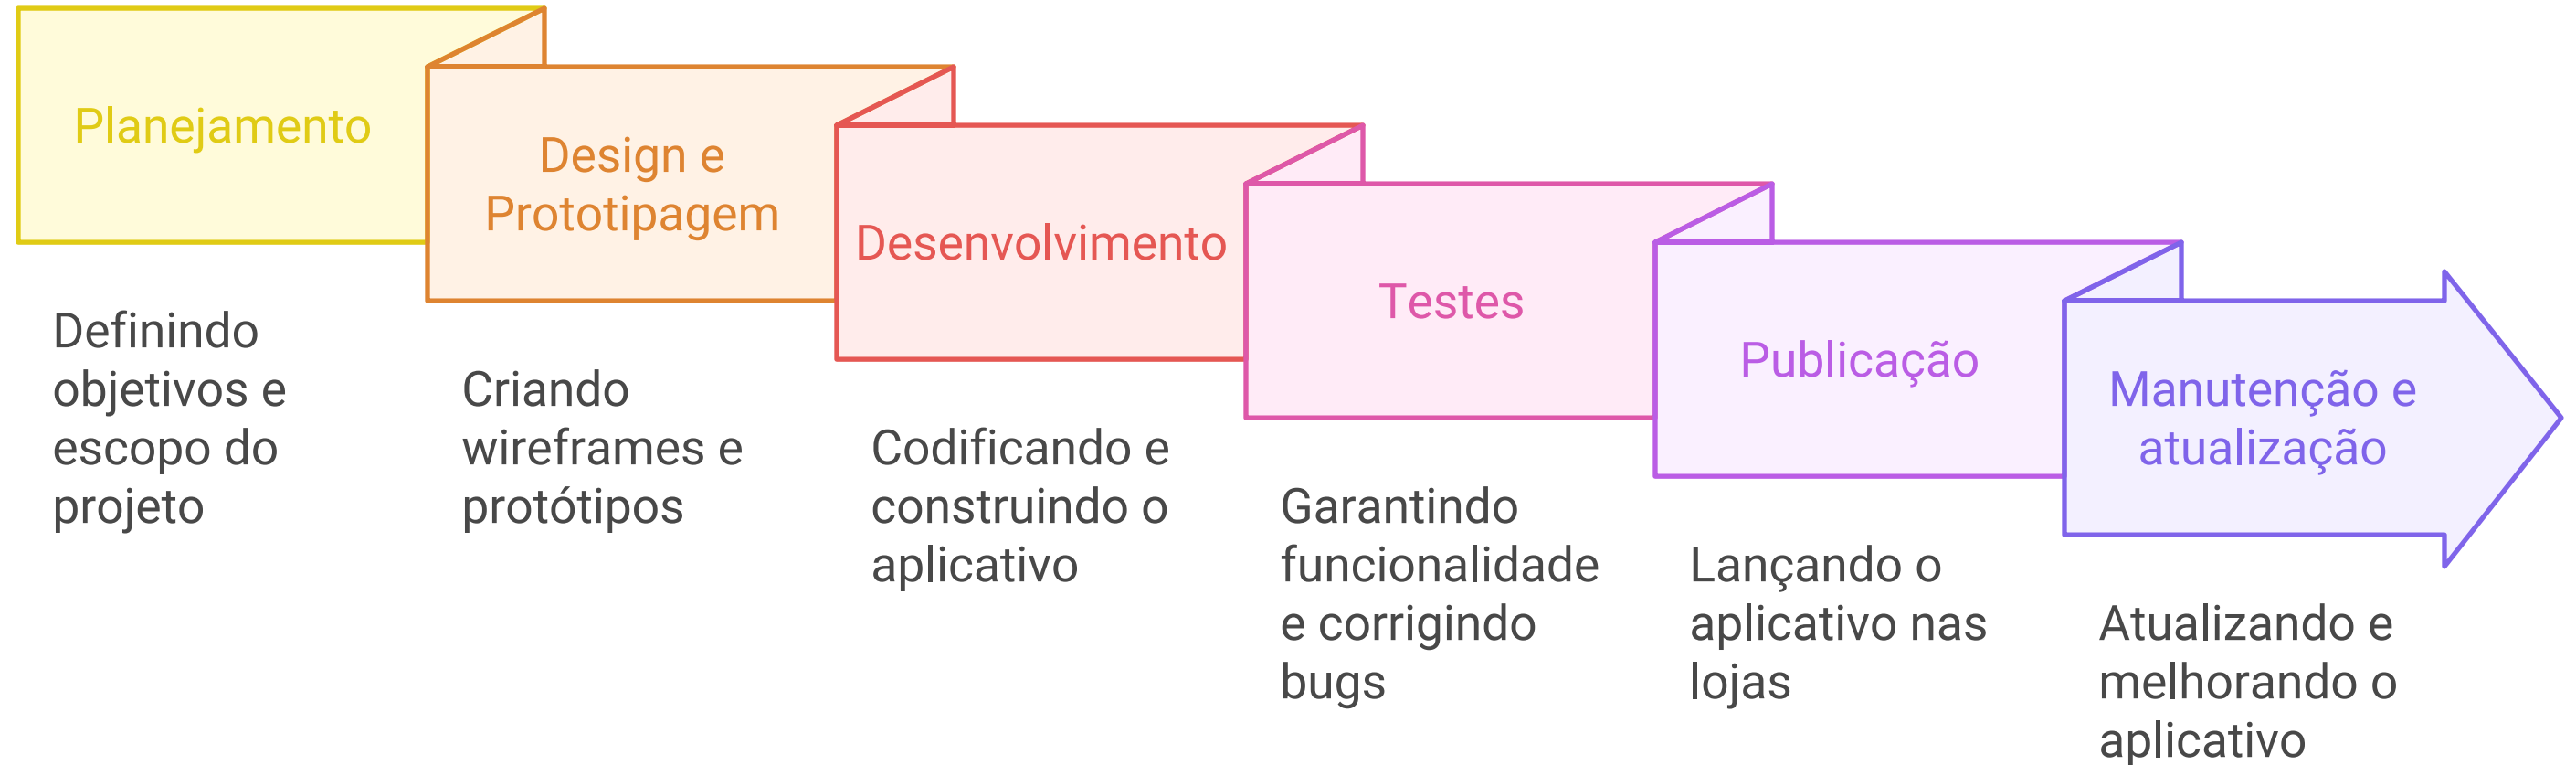 Planejamento
Definindo
objetivos e
escopo do
projeto
Design e
Prototipagem
Criando
wireframes e
protótipos
Desenvolvimento
Codificando e
construindo o
aplicativo
Testes
Garantindo
funcionalidade
e corrigindo
bugs
Publicação
Lançando o
aplicativo nas
lojas
Manutenção e
atualização
Atualizando e
melhorando o
aplicativo